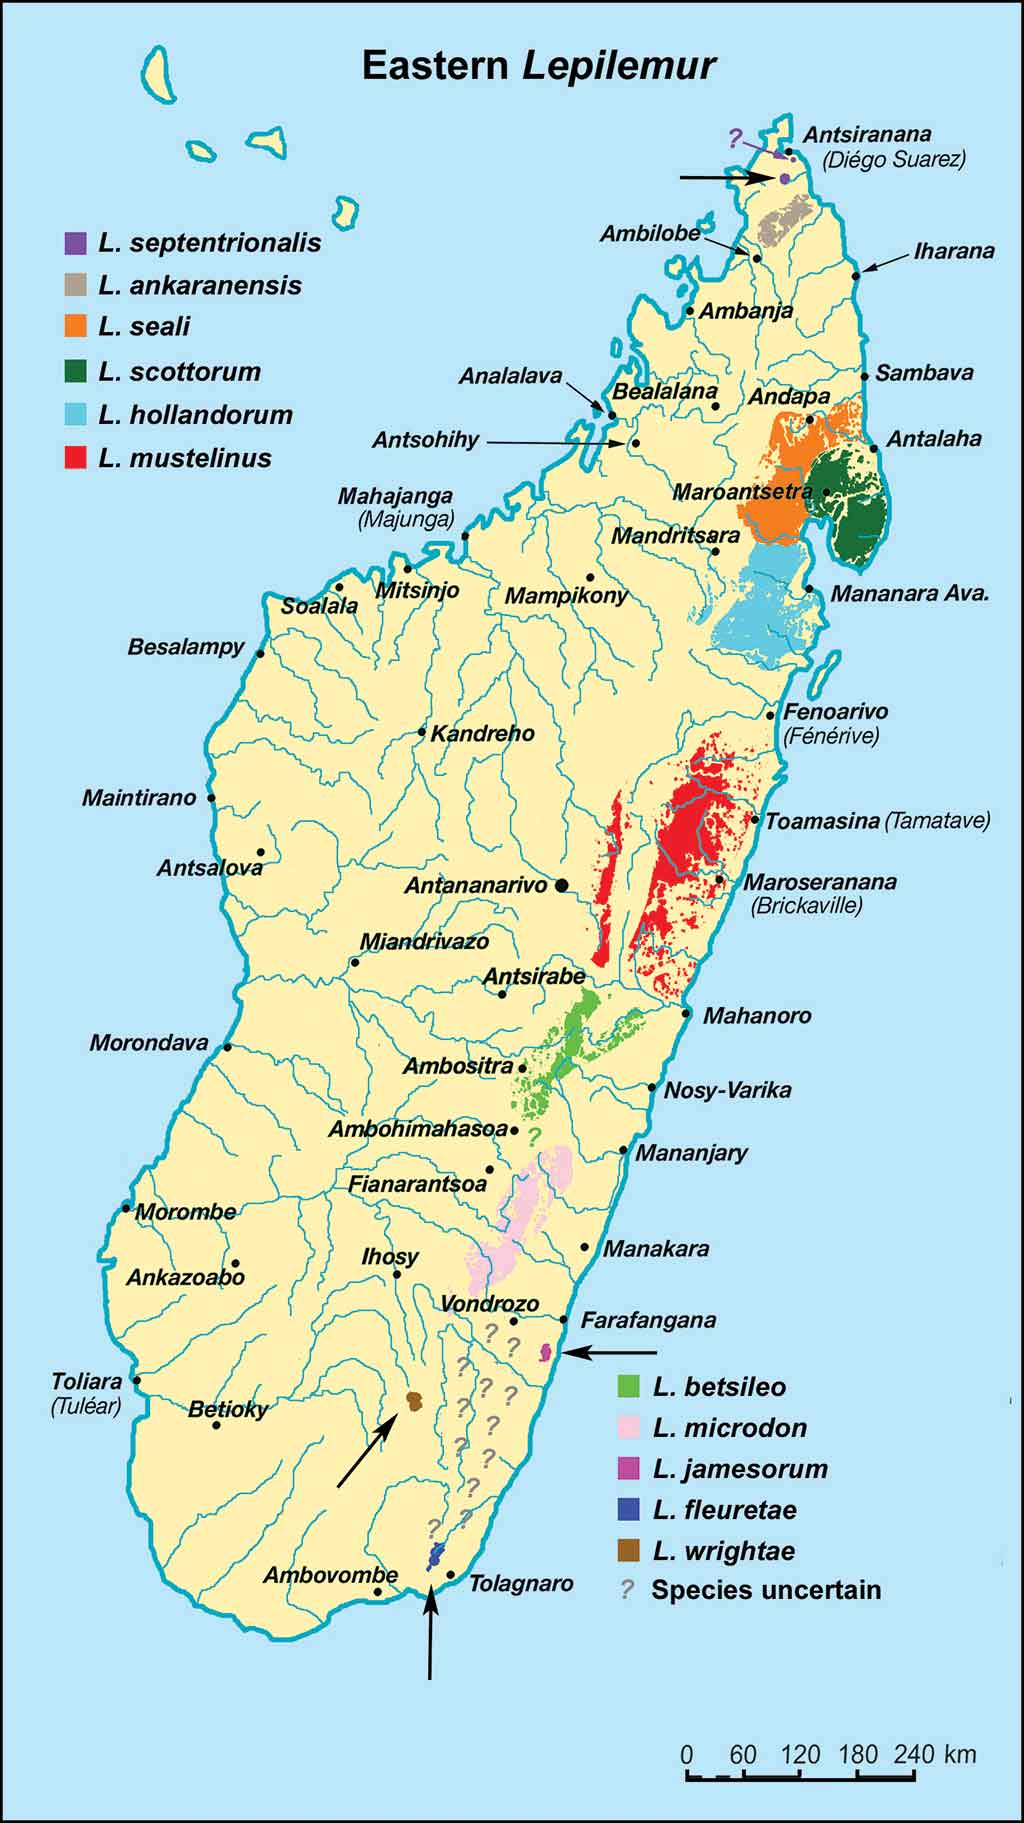 Eastern Lepilemur
?
Antsiranana
(Diégo Suarez)
L. septentrionalis
L. ankaranensis
L. seali
L. scottorum
L. hollandorum
L. mustelinus
Ambilobe
Iharana
Ambanja
Analalava
Bealalana
Andapa
Sambava
Antsohihy
Antalaha
Mahajanga
(Majunga)
Maroantsetra
Mandritsara
Mitsinjo
Soalala
Mampikony
Mananara Ava.
Besalampy
Fenoarivo
(Fénérive)
Kandreho
Maintirano
Toamasina (Tamatave)
Antsalova
Antananarivo
Maroseranana
(Brickaville)
Miandrivazo
Antsirabe
Mahanoro
Morondava
Ambositra
Nosy-Varika
Ambohimahasoa
?
Mananjary
Fianarantsoa
Morombe
Manakara
Ihosy
Ankazoabo
Vondrozo
Farafangana
?
?
?
?
?
?
?
?
?
?
?
?
Toliara
(Tuléar)
Betioky
L. betsileo
L. microdon
L. jamesorum
L. fleuretae
L. wrightae
? Species uncertain
Ambovombe
Tolagnaro
0 60 120 180 240 km